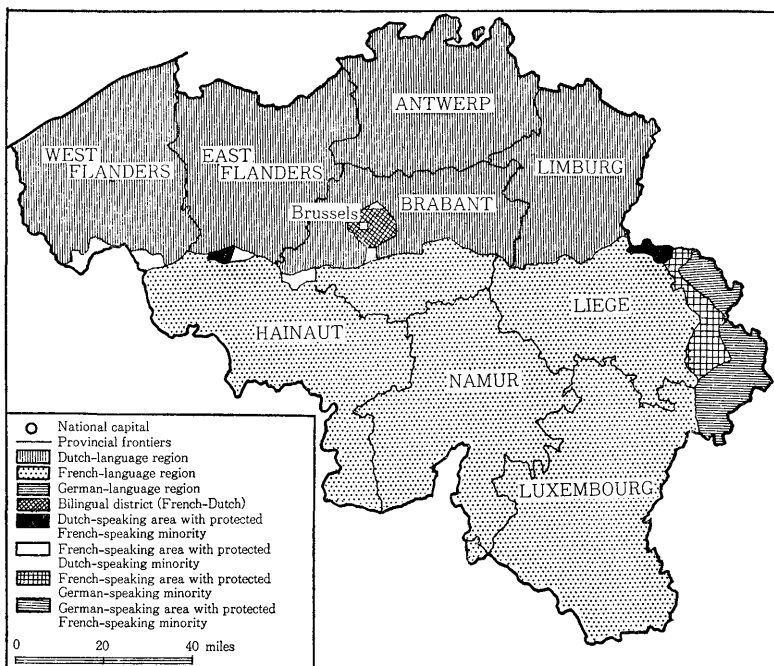 ANTWERP
WEST
FLANDERS
EAST
FLANDERS
LIMBURG
BRABANT
Brussels
LIEGE
HAINAUT
NAMUR
LUXEMBOURG
National capital
Provincial frontiers
Dutch-language region
French-language region
German-language region
Bilingual district (French-Dutch)
Dutch-speaking area with protected
French-speaking minority
French-speaking area with protected
Dutch-speaking minority
French-speaking area with protected
German-speaking minority
German-speaking area with protected
French-speaking minority
0 20 40 miles